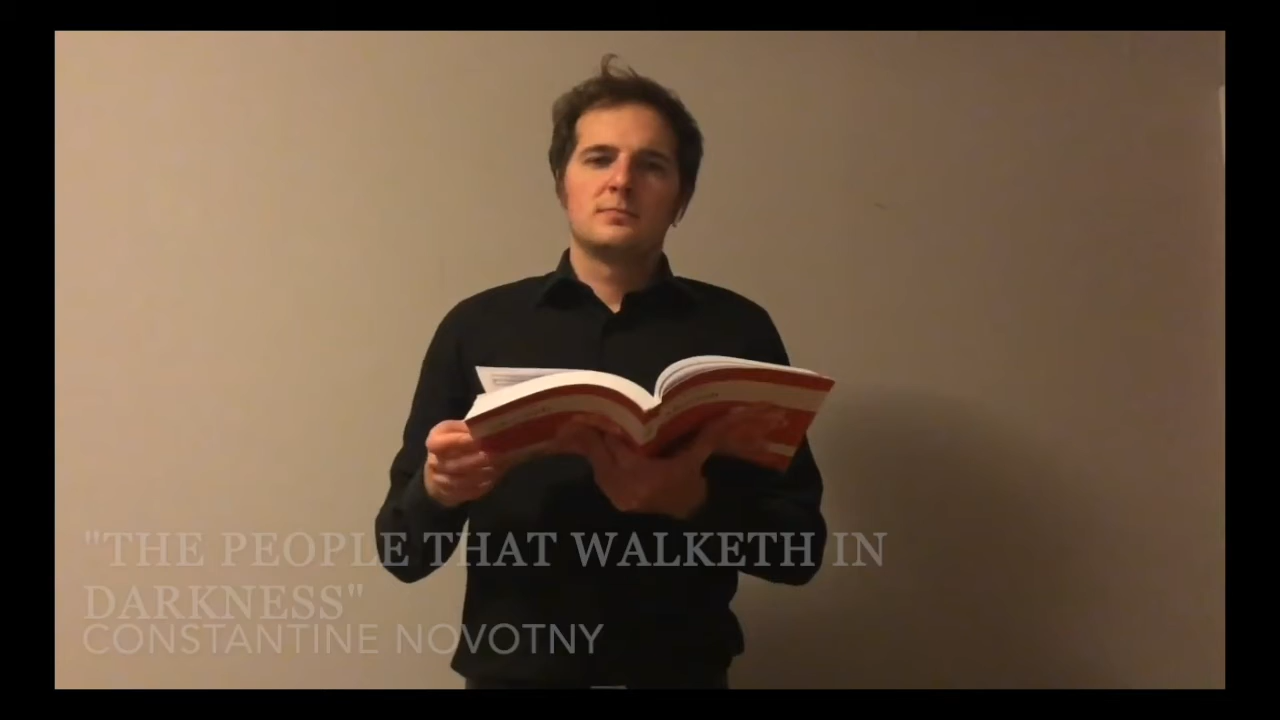 "THE PEOPLE THAT WALKETH IN
DARKNESS"
CONSTANTINE NOVOTNY